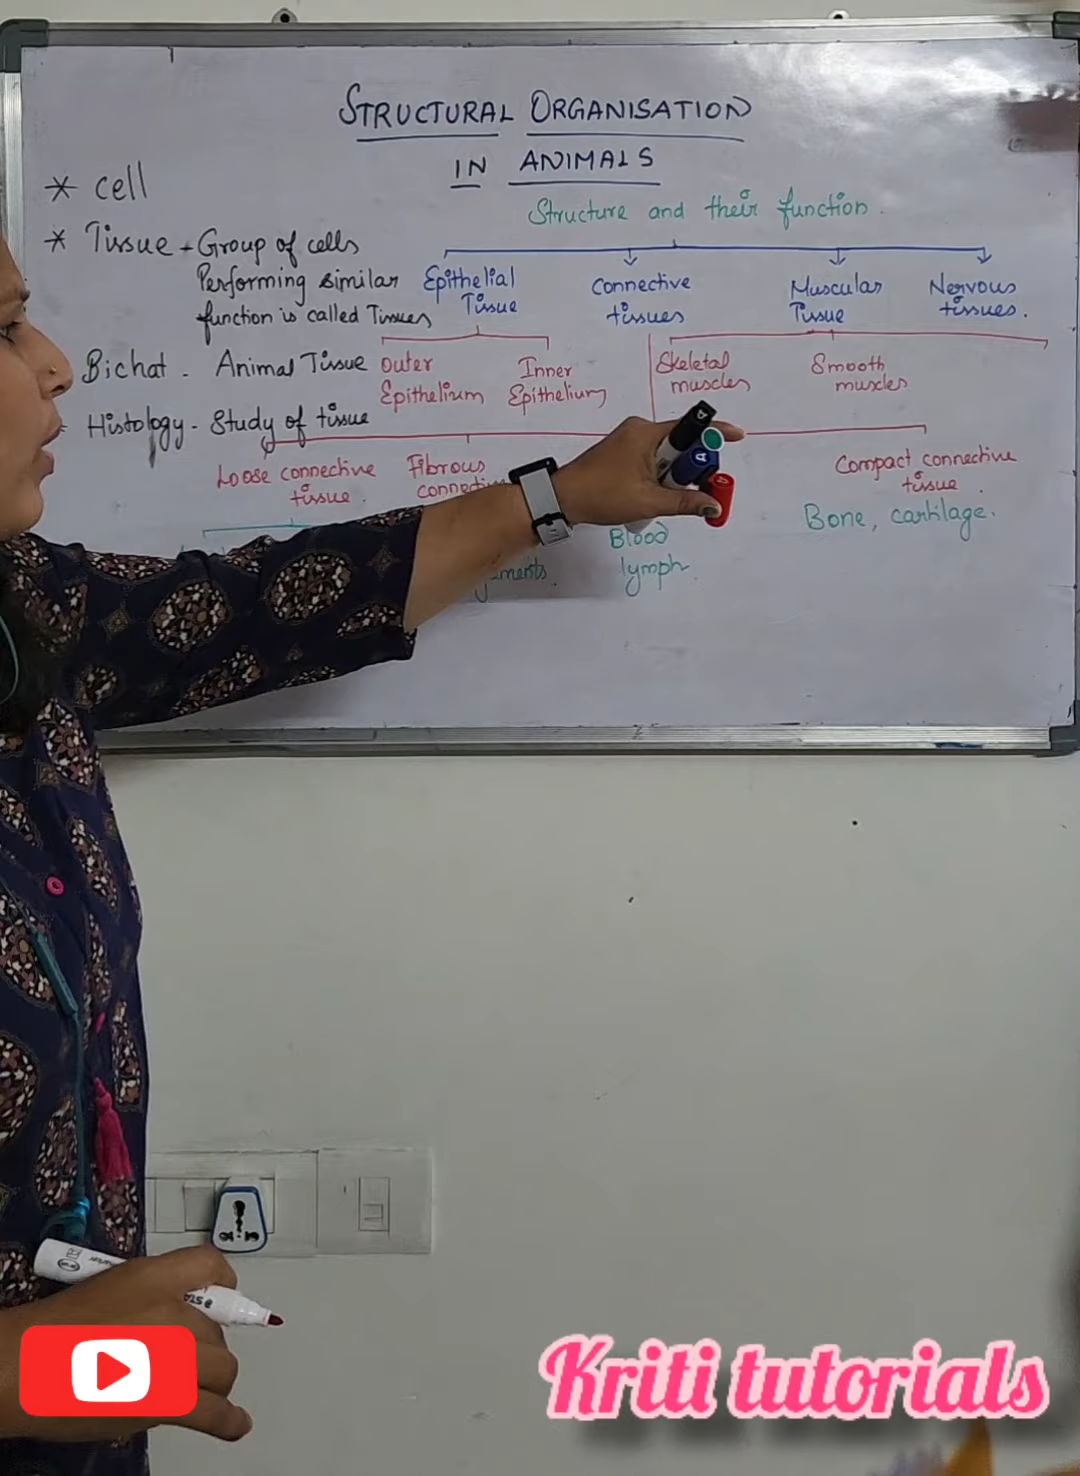 STRUCTURAL ORGANISATION
IN ANIMALS
* cell
Structure and their function.
* Tissue - Group of cells
Performing similar
function is called Tissues
Epithelial
Tissue
Connective
tissues
Muscular
Tissue
Nervous
tissues.
Bichat - Animal Tissue
Outer
Epithelium
Inner
Epithelium
Skeletal
muscles
Smooth
muscles
Histology - Study of tissue
Loose connective
tissue.
Fibrous
Compact connective
tissue.
Bone, cartilage.
Blood
lymph.
Kriti tutorials